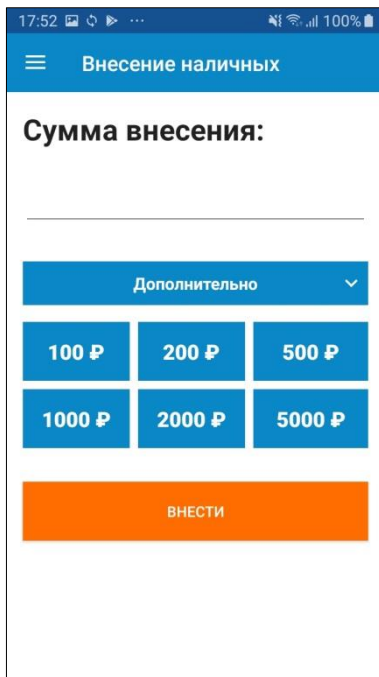 17:52 ... 100%
Внесение наличных
Сумма внесения:
Дополнительно
100 ₽ 200 ₽ 500 ₽
1000 ₽ 2000 ₽ 5000 ₽
ВНЕСТИ